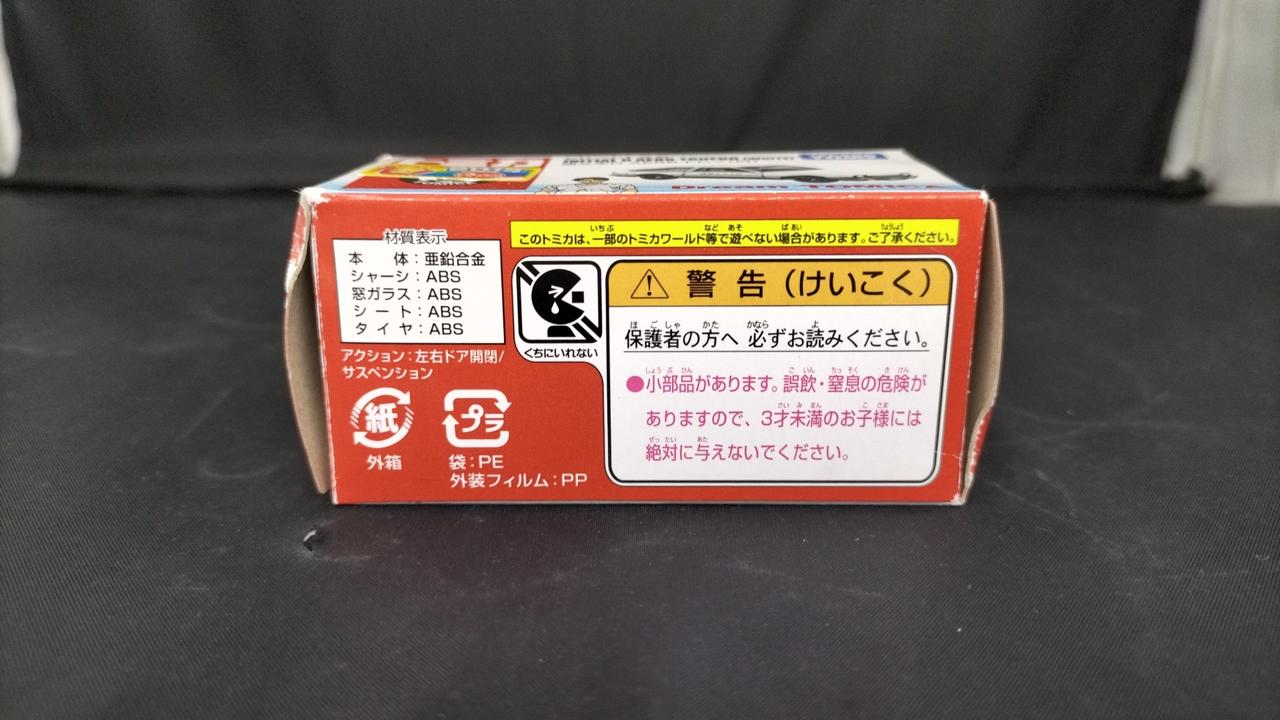 Dream TOMICA
材質表示
本 体：亜鉛合金
シャーシ：ABS
窓ガラス：ABS
シート：ABS
タイヤ：ABS
アクション：左右ドア開閉/
サスペンション
紙
外箱
プラ
袋：PE
外装フィルム：PP
このトミカは、一部のトミカワールド等で遊べない場合があります。ご了承ください。
くちにいれない
警告（けいこく）
保護者の方へ 必ずお読みください。
●小部品があります。誤飲・窒息の危険が
ありますので、3才未満のお子様には
絶対に与えないでください。